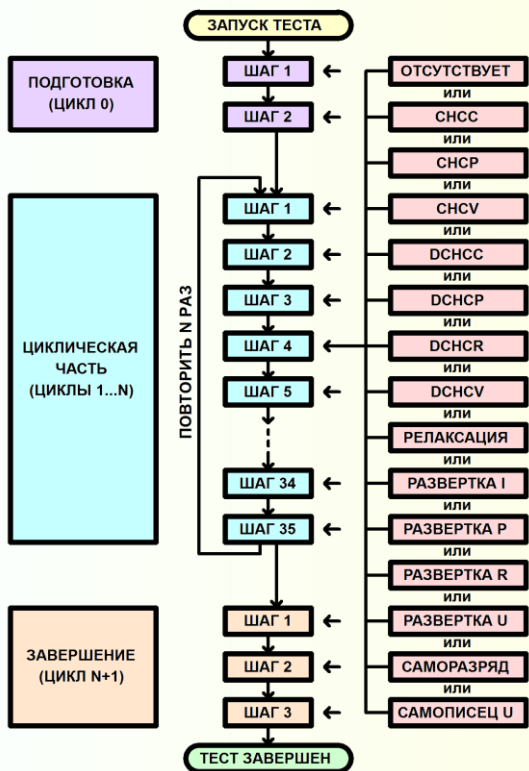 ЗАПУСК ТЕСТА
ПОДГОТОВКА
(ЦИКЛ 0)
ШАГ 1
ШАГ 2
ЦИКЛИЧЕСКАЯ
ЧАСТЬ
(ЦИКЛЫ 1...N)
ПОВТОРИТЬ N РАЗ
ШАГ 1
ШАГ 2
ШАГ 3
ШАГ 4
ШАГ 5
ШАГ 34
ШАГ 35
ЗАВЕРШЕНИЕ
(ЦИКЛ N+1)
ШАГ 1
ШАГ 2
ШАГ 3
ТЕСТ ЗАВЕРШЕН
ОТСУТСТВУЕТ
или
CHCC
или
CHCP
или
CHCV
или
DCHCC
или
DCHCP
или
DCHCR
или
DCHCV
или
РЕЛАКСАЦИЯ
или
РАЗВЕРТКА I
или
РАЗВЕРТКА P
или
РАЗВЕРТКА R
или
РАЗВЕРТКА U
или
САМОРАЗРЯД
или
САМОПИСЕЦ U